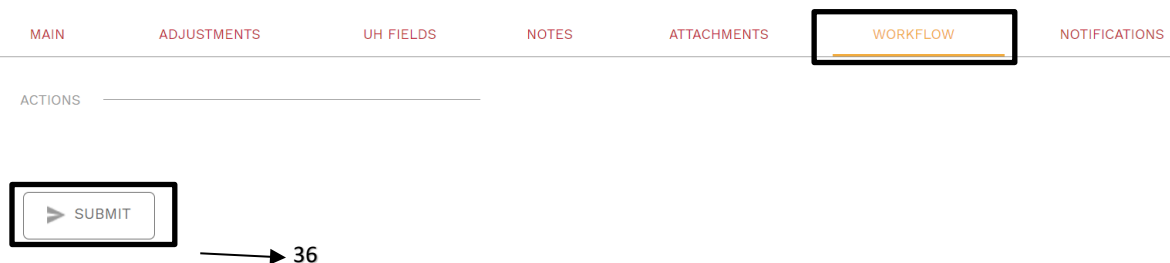 MAIN ADJUSTMENTS UH FIELDS NOTES ATTACHMENTS WORKFLOW NOTIFICATIONS
ACTIONS
SUBMIT
36